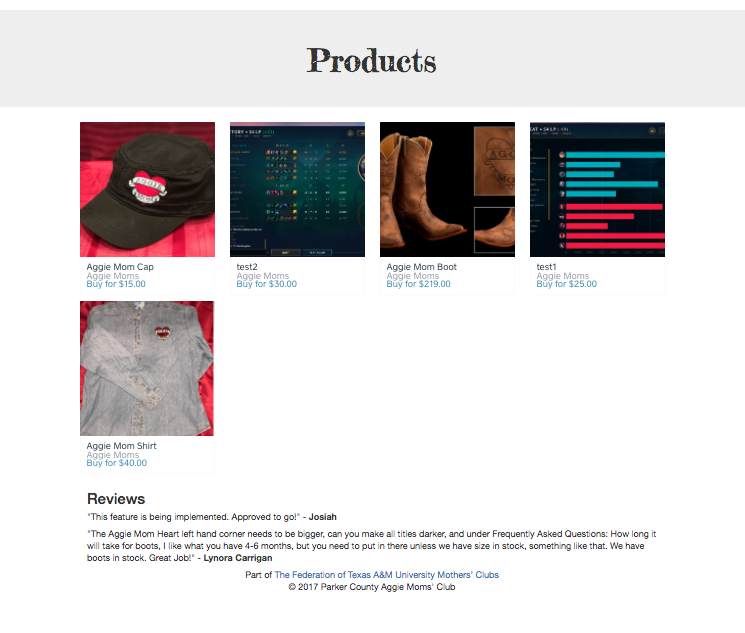 Products
Aggie Mom Cap
Aggie Moms
Buy for $15.00
test2
Aggie Moms
Buy for $30.00
Aggie Mom Boot
Aggie Moms
Buy for $219.00
test1
Aggie Moms
Buy for $25.00
Aggie Mom Shirt
Aggie Moms
Buy for $40.00
Reviews
"This feature is being implemented. Approved to go!" - Josiah
"The Aggie Mom Heart left hand corner needs to be bigger, can you make all titles darker, and under Frequently Asked Questions: How long it
will take for boots, I like what you have 4-6 months, but you need to put in there unless we have size in stock, something like that. We have
boots in stock. Great Job!" - Lynora Carrigan
Part of The Federation of Texas A&M University Mothers' Clubs
© 2017 Parker County Aggie Moms' Club